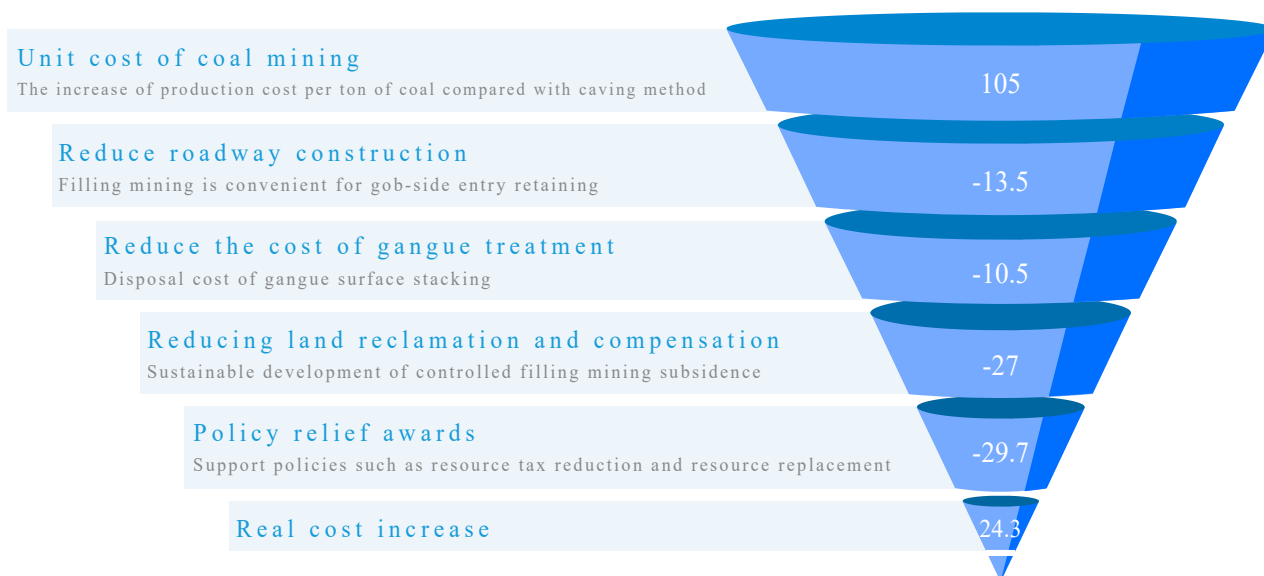 Unit cost of coal mining
The increase of production cost per ton of coal compared with caving method
105
Reduce roadway construction
Filling mining is convenient for gob-side entry retaining
-13.5
Reduce the cost of gangue treatment
Disposal cost of gangue surface stacking
-10.5
Reducing land reclamation and compensation
Sustainable development of controlled filling mining subsidence
-27
Policy relief awards
Support policies such as resource tax reduction and resource replacement
-29.7
Real cost increase
24.3